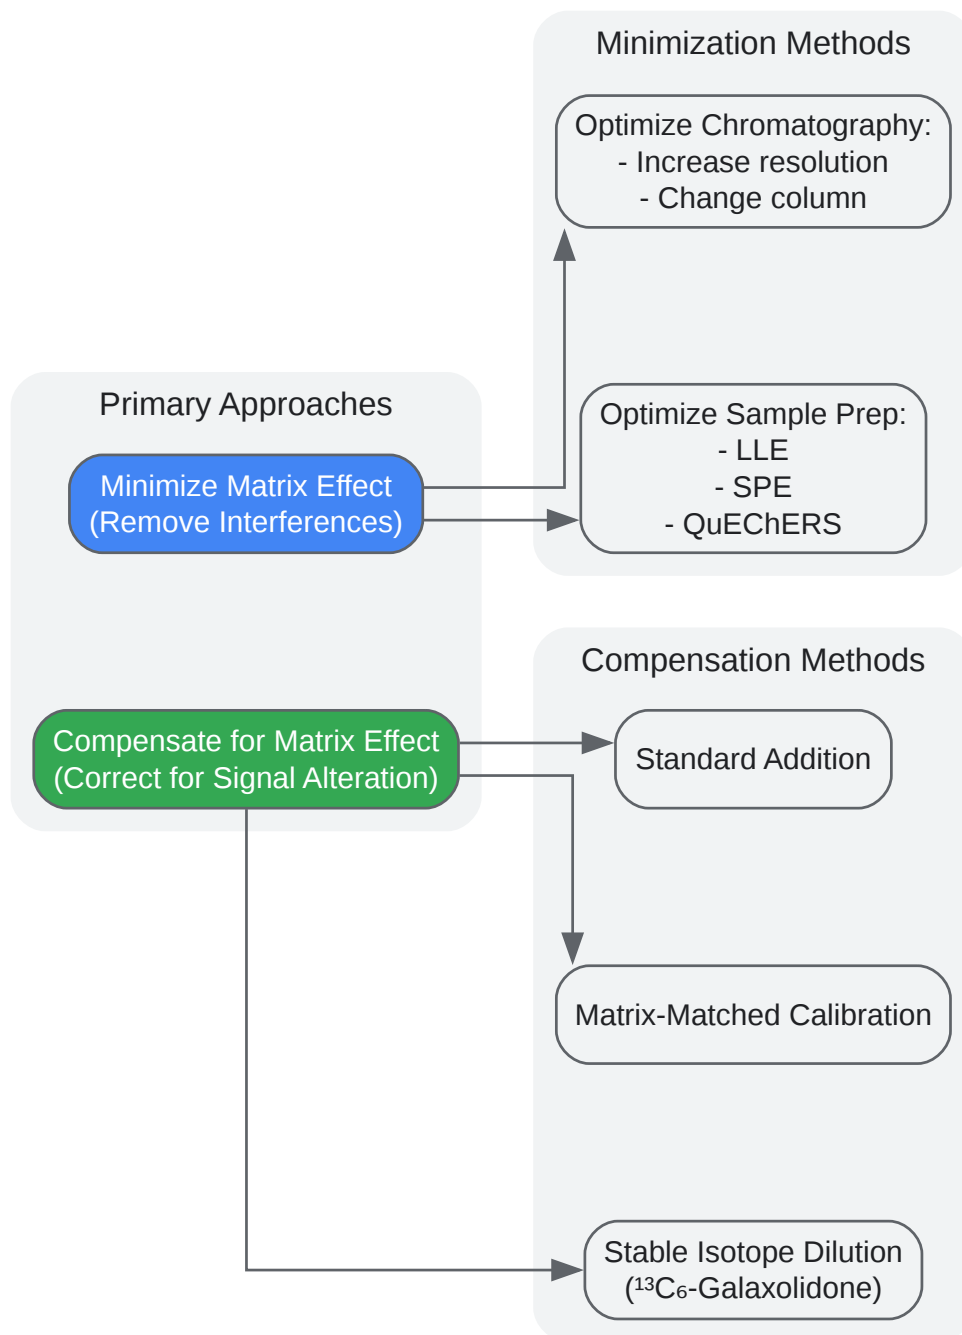 Minimization Methods
Optimize Chromatography:
- Increase resolution
- Change column
Primary Approaches
Optimize Sample Prep:
- LLE
- SPE
- QuEChERS
Minimize Matrix Effect
(Remove Interferences)
Compensation Methods
Compensate for Matrix Effect
(Correct for Signal Alteration)
Standard Addition
Matrix-Matched Calibration
Stable Isotope Dilution
(¹³C₆-Galaxolidone)